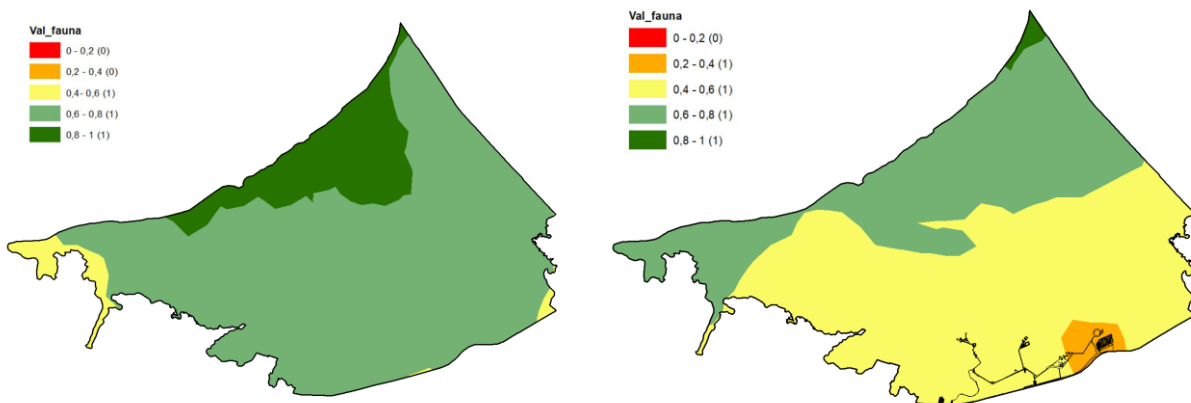 Val_fauna
0 - 0,2 (0)
0,2 - 0,4 (0)
0,4- 0,6 (1)
0,6 - 0,8 (1)
0,8 - 1 (1)
Val_fauna
0 - 0,2 (0)
0,2 - 0,4 (1)
0,4 - 0,6 (1)
0,6 - 0,8 (1)
0,8 - 1 (1)